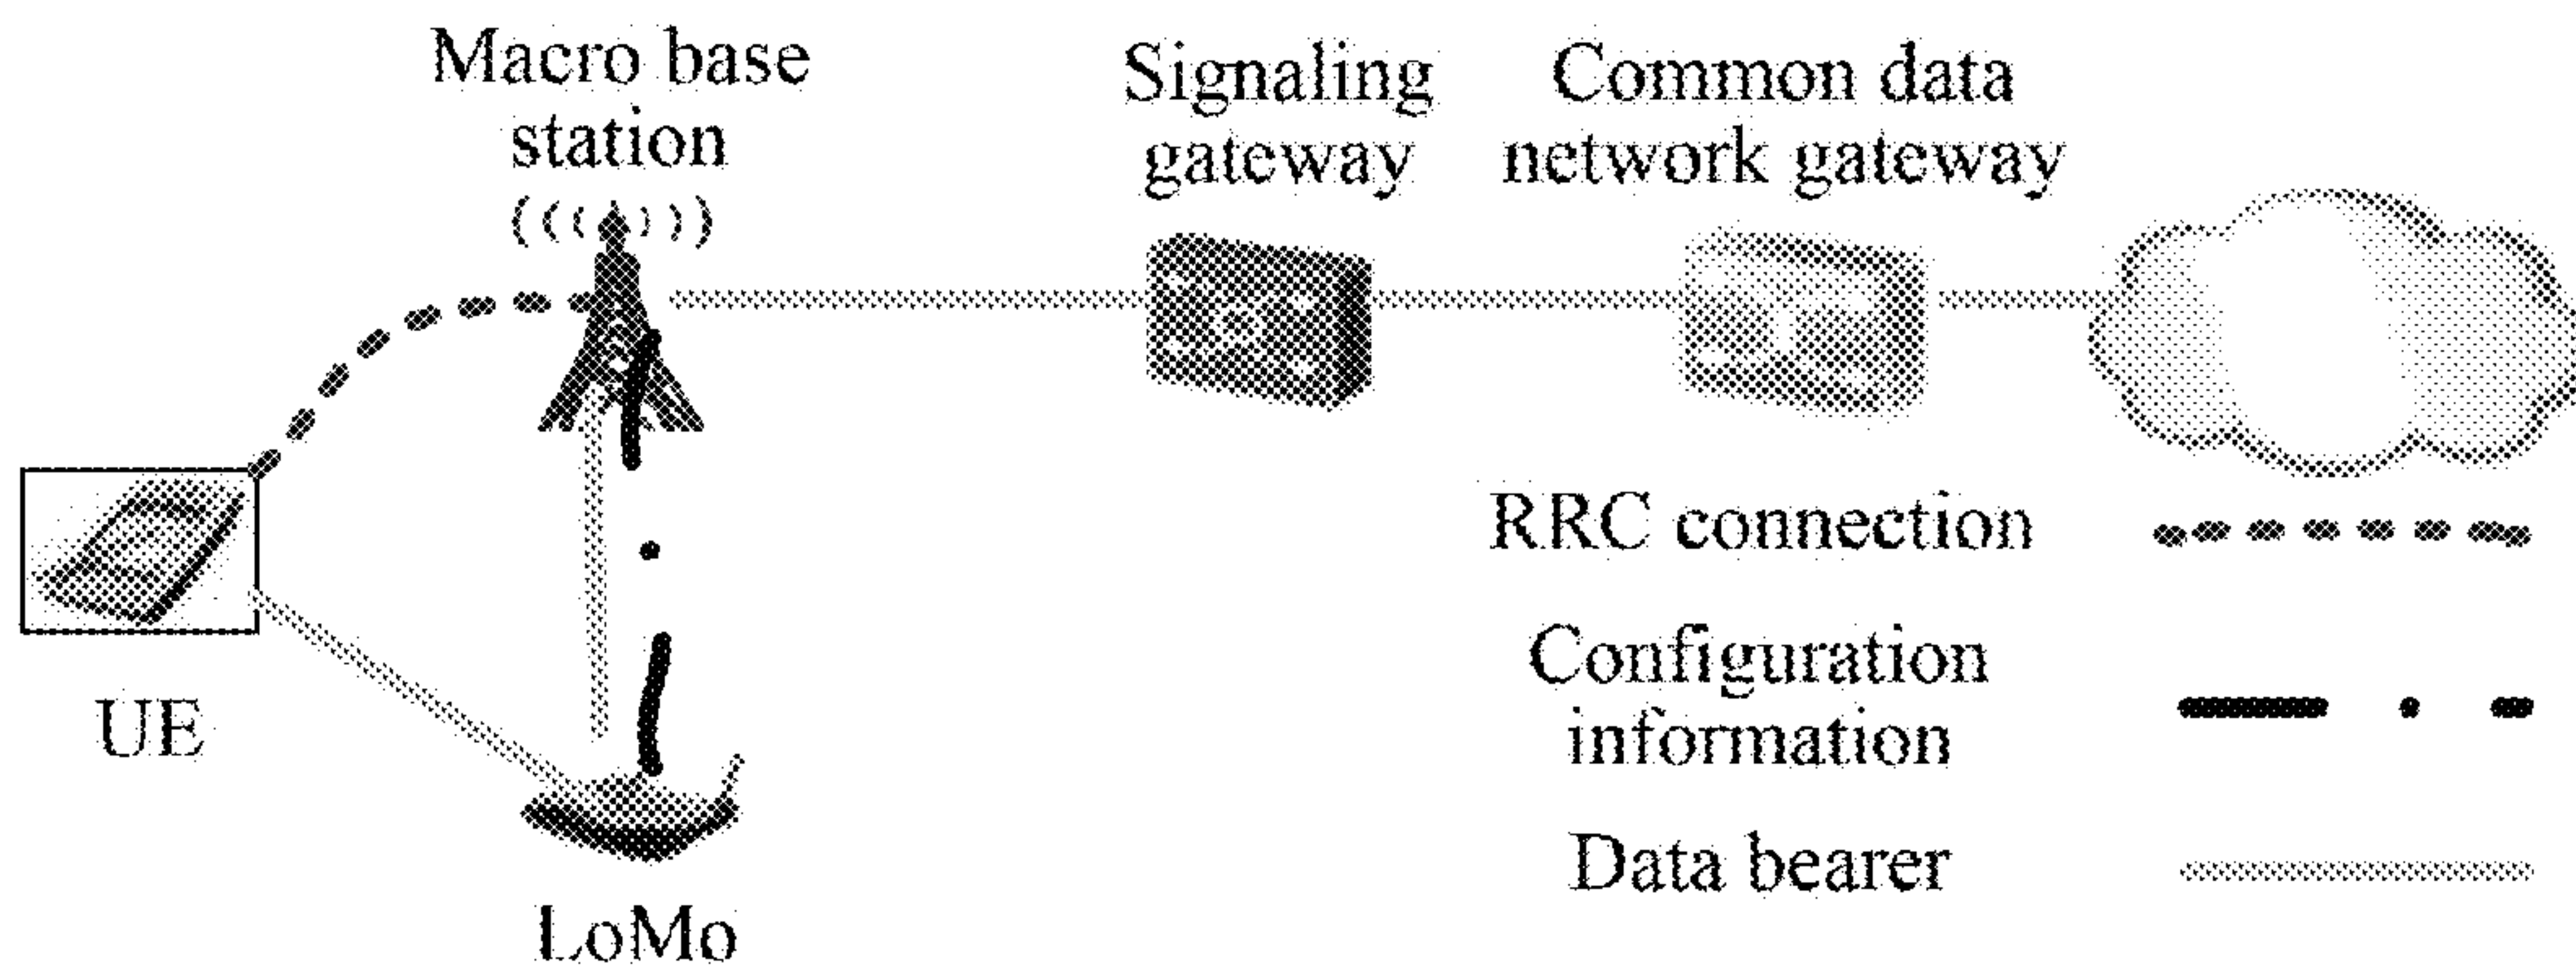 Macro base
station
Signaling
gateway
Common data
network gateway
UE
LoMo
RRC connection
Configuration
information
Data bearer